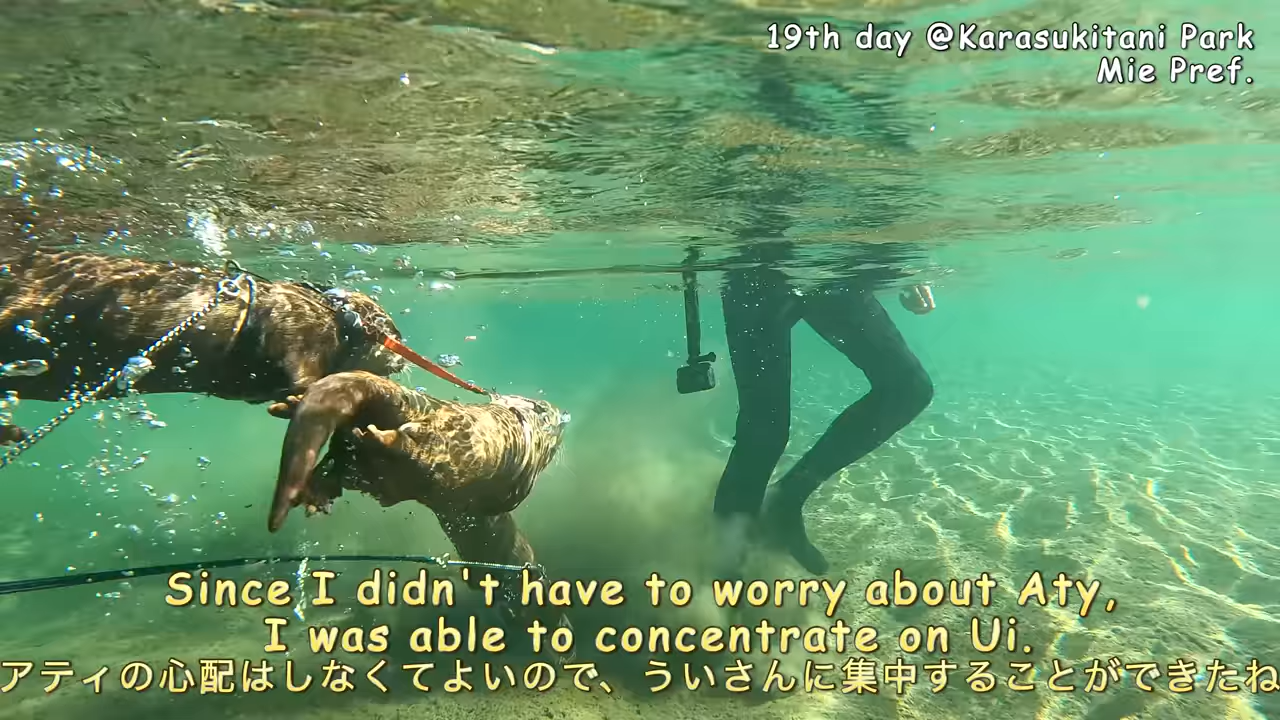 19th day @Karasukitani Park
Mie Pref.
Since I didn't have to worry about Aty,
I was able to concentrate on Ui.
アティの心配はしなくてよいので、ういさんに集中することができたね